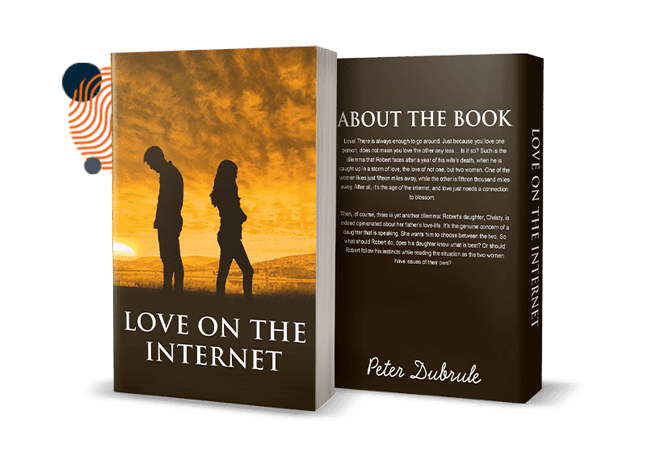 LOVE ON THE
INTERNET
ABOUT THE BOOK
Love! There is always enough to go around. Just because you love one
person, does not mean you love the other any less... Is it so? Such is the
dilemma that Robert faces after a year of his wife's death, when he is
caught up in a storm of love, the love of not one, but two women. One of the
women likes just fifteen miles away, while the other is fifteen thousand miles
away. After all, it's the age of the internet, and love just needs a connection
to blossom.
Then, of course, there is yet another dilemma; Robert's daughter, Christy, is
indeed opinionated about her father's love-life. It's the genuine concern of a
daughter that is speaking. She wants him to choose between the two. So
what should Robert do; does his daughter know what is best? Or should
Robert follow his instincts while reading the situation as the two women
have issues of their own?
Peter Dubrule
LOVE ON THE INTERNET